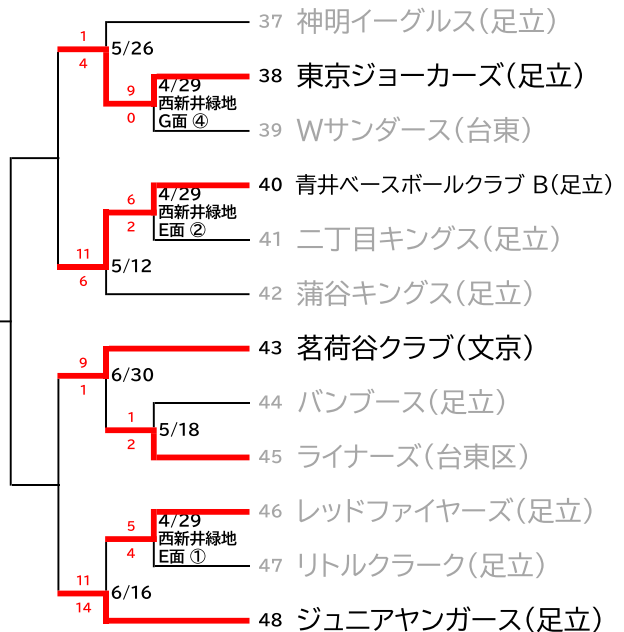 37 神明イーグルス(足立)
1
5/26
4
38 東京ジョーカーズ(足立)
9
4/29
西新井緑地
0
G面 ④
39 Wサンダース(台東)
40 青井ベースボールクラブ B(足立)
6
4/29
西新井緑地
2
E面 ②
41 二丁目キングス(足立)
11
5/12
6
42 蒲谷キングス(足立)
43 茗荷谷クラブ(文京)
9
6/30
1
44 バンブース(足立)
1
5/18
2
45 ライナーズ(台東区)
46 レッドファイヤーズ(足立)
5
4/29
西新井緑地
4
E面 ①
47 リトルクラーク(足立)
11
6/16
14
48 ジュニアヤンガース(足立)